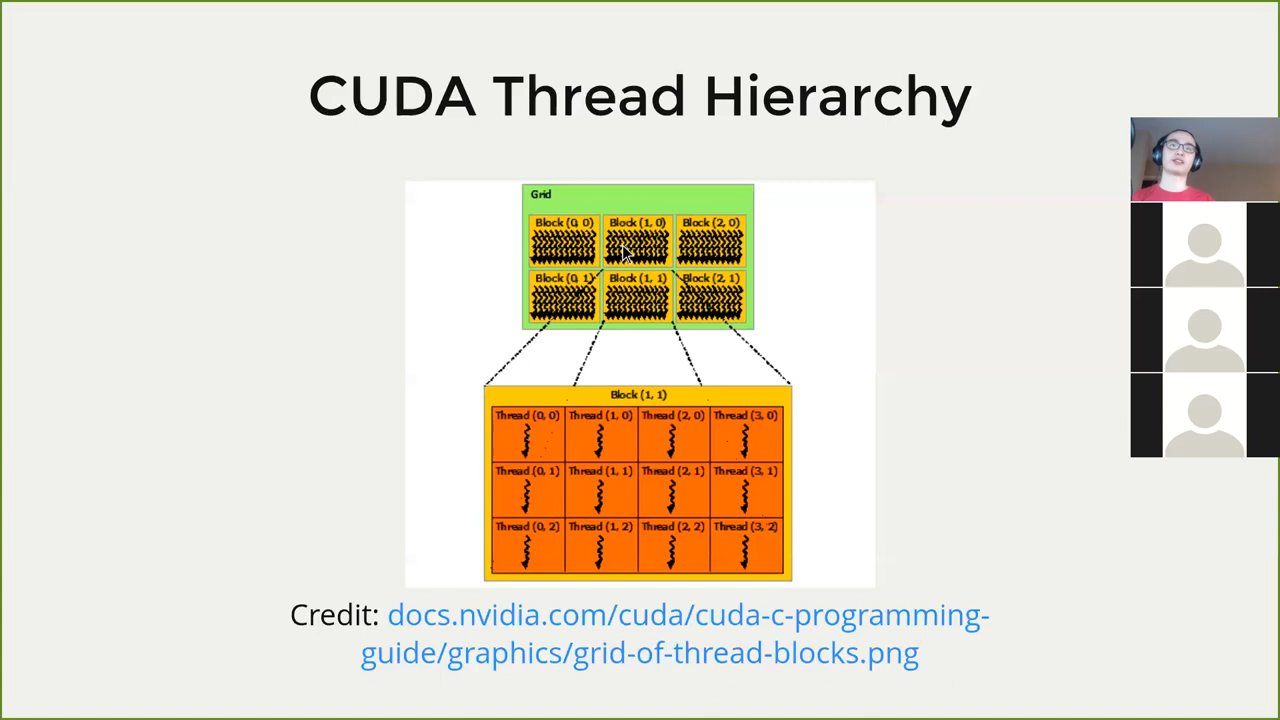 CUDA Thread Hierarchy
Grid
Block (0, 0) Block (1, 0) Block (2, 0)
Block (0, 1) Block (1, 1) Block (2, 1)
Block (1, 1)
Thread (0, 0) Thread (1, 0) Thread (2, 0) Thread (3, 0)
Thread (0, 1) Thread (1, 1) Thread (2, 1) Thread (3, 1)
Thread (0, 2) Thread (1, 2) Thread (2, 2) Thread (3, 2)
Credit: docs.nvidia.com/cuda/cuda-c-programming-
guide/graphics/grid-of-thread-blocks.png